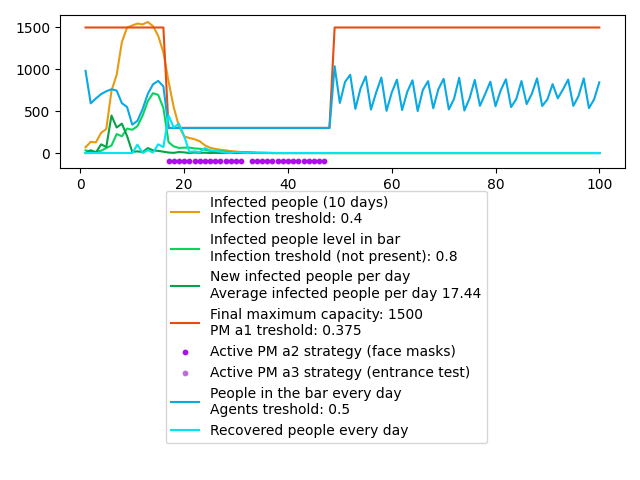 1500
1000
500
0
0
20
40
60
80
100
Infected people (10 days)
Infection treshold: 0.4
Infected people level in bar
Infection treshold (not present): 0.8
New infected people per day
Average infected people per day 17.44
Final maximum capacity: 1500
PM a1 treshold: 0.375
Active PM a2 strategy (face masks)
Active PM a3 strategy (entrance test)
People in the bar every day
Agents treshold: 0.5
Recovered people every day